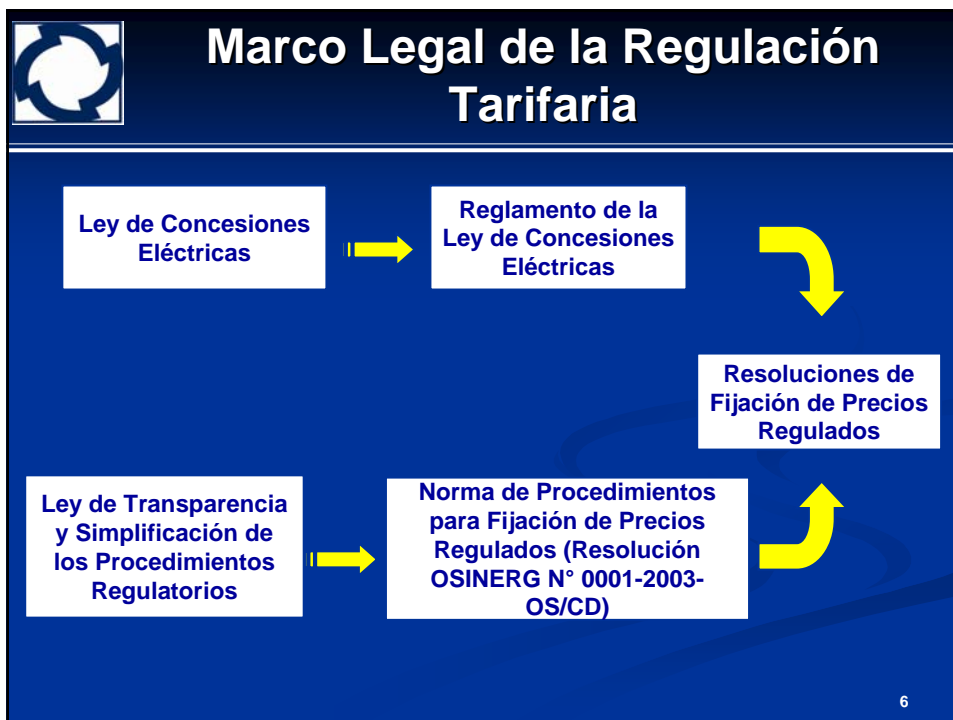 Marco Legal de la Regulación
Tarifaria
Ley de Concesiones
Eléctricas
Reglamento de la
Ley de Concesiones
Eléctricas
Resoluciones de
Fijación de Precios
Regulados
Ley de Transparencia
y Simplificación de
los Procedimientos
Regulatorios
Norma de Procedimientos
para Fijación de Precios
Regulados (Resolución
OSINERG N° 0001-2003-
OS/CD)
6